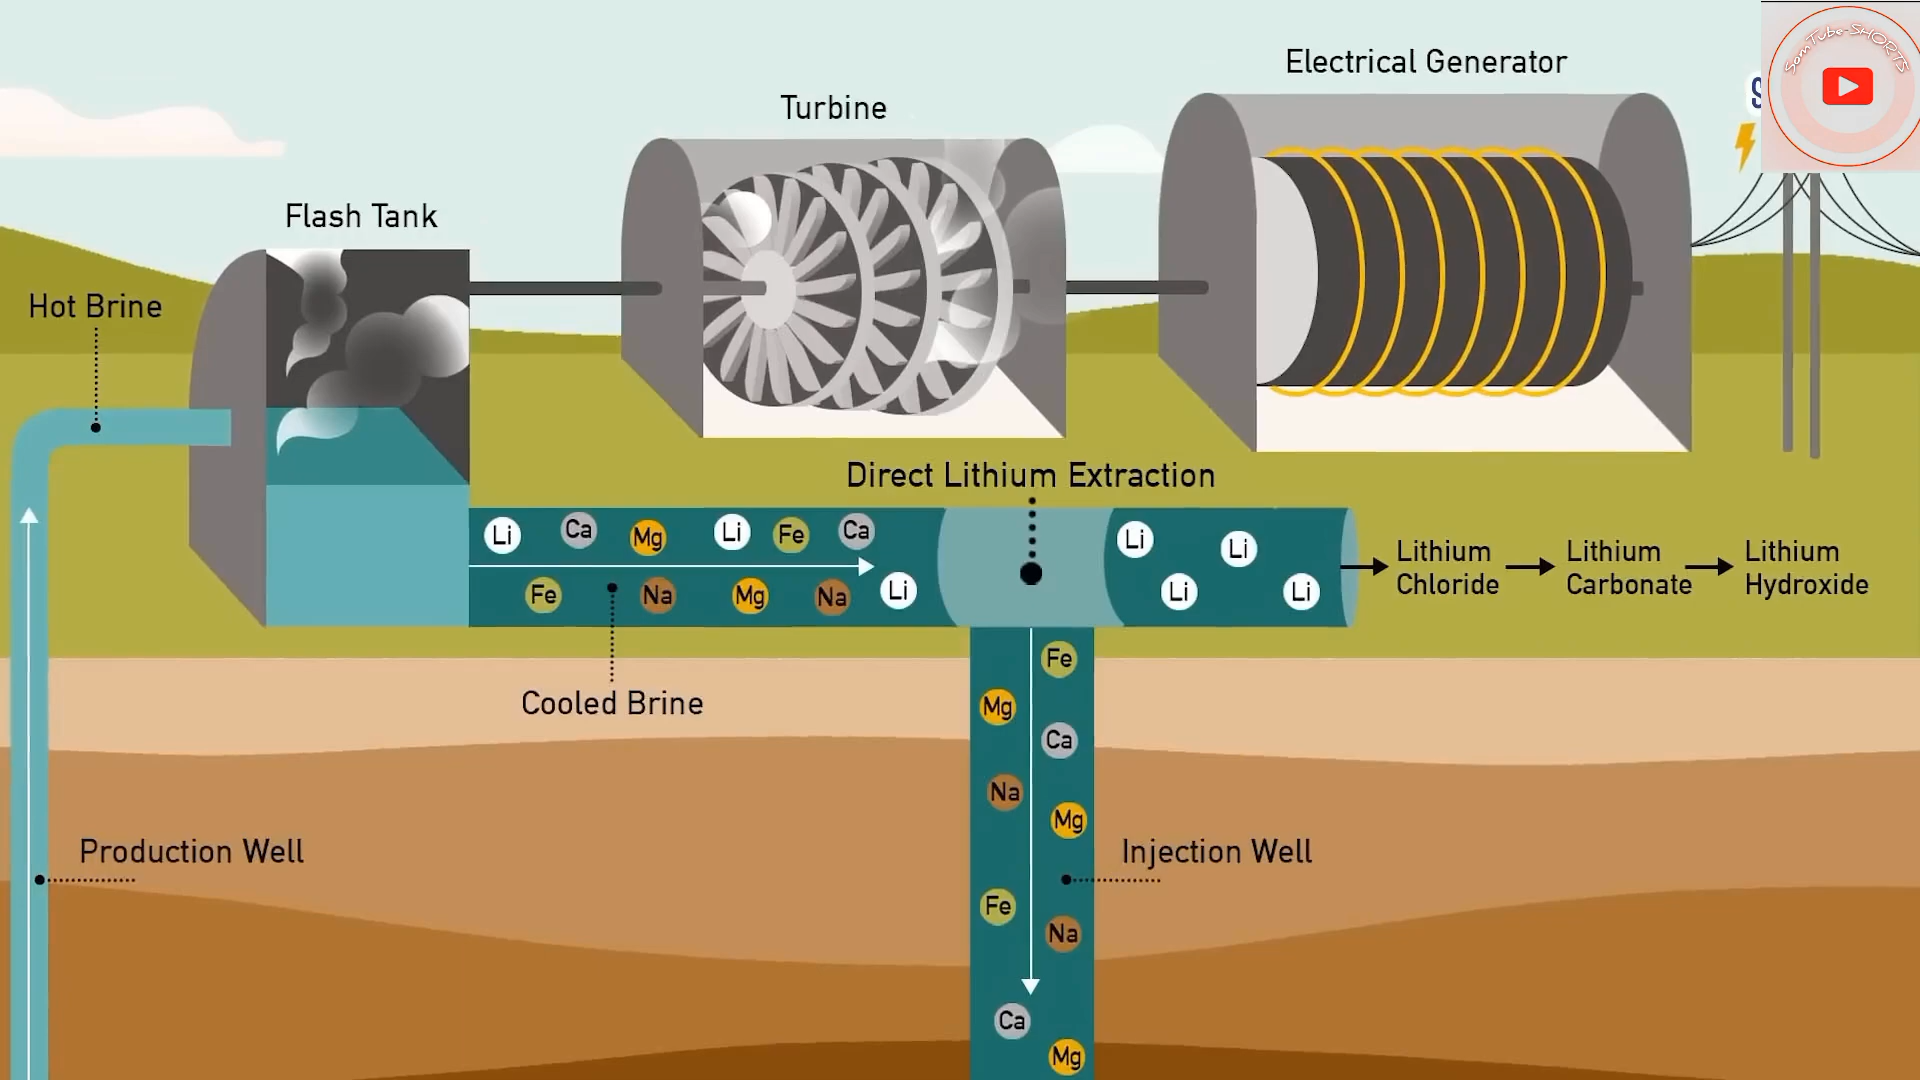 Electrical Generator
SomTube-SHORTS
Turbine
Flash Tank
Hot Brine
Direct Lithium Extraction
Li
Ca
Mg
Li
Fe
Ca
Fe
Na
Mg
Na
Li
Li
Li
Li
Li
Lithium
Chloride
Lithium
Carbonate
Lithium
Hydroxide
Cooled Brine
Fe
Mg
Ca
Na
Mg
Production Well
Injection Well
Fe
Na
Ca
Mg